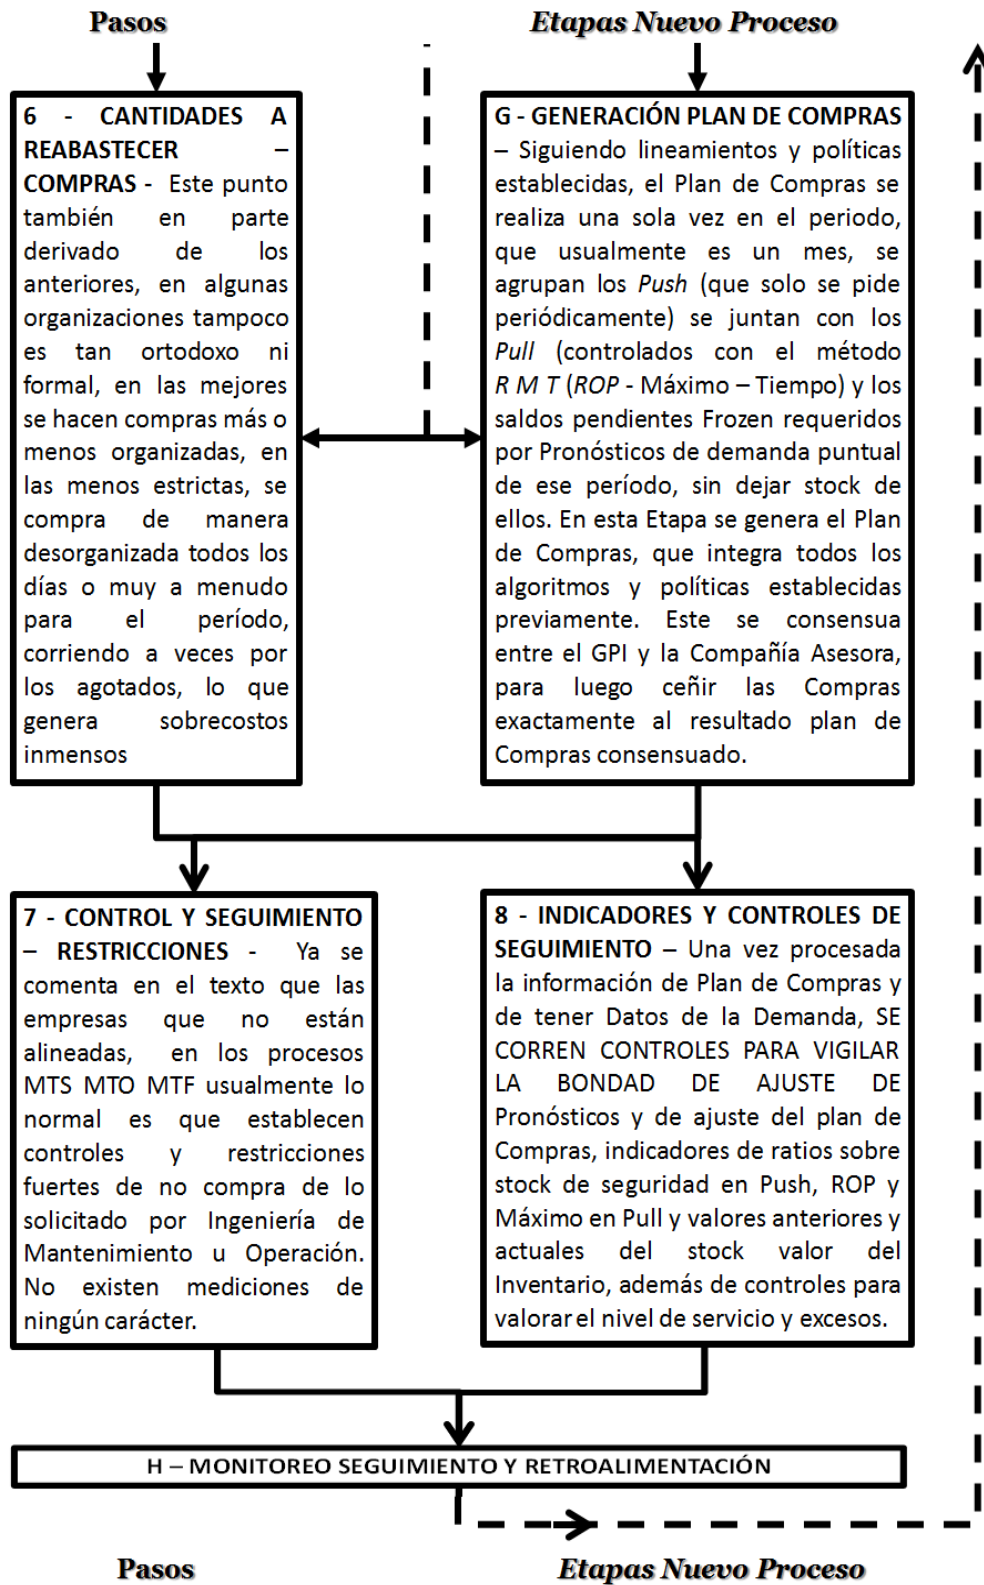 Pasos
Etapas Nuevo Proceso
6 - CANTIDADES A
REABASTECER –
COMPRAS - Este punto
también en parte
derivado de los
anteriores, en algunas
organizaciones tampoco
es tan ortodoxo ni
formal, en las mejores
se hacen compras más o
menos organizadas, en
las menos estrictas, se
compra de manera
desorganizada todos los
días o muy a menudo
para el período,
corriendo a veces por
los agotados, lo que
genera sobrecostos
inmensos
G - GENERACIÓN PLAN DE COMPRAS
– Siguiendo lineamientos y políticas
establecidas, el Plan de Compras se
realiza una sola vez en el periodo,
que usualmente es un mes, se
agrupan los Push (que solo se pide
periódicamente) se juntan con los
Pull (controlados con el método
R M T (ROP - Máximo – Tiempo) y los
saldos pendientes Frozen requeridos
por Pronósticos de demanda puntual
de ese período, sin dejar stock de
ellos. En esta Etapa se genera el Plan
de Compras, que integra todos los
algoritmos y políticas establecidas
previamente. Este se consensua
entre el GPI y la Compañía Asesora,
para luego ceñir las Compras
exactamente al resultado plan de
Compras consensuado.
7 - CONTROL Y SEGUIMIENTO
– RESTRICCIONES - Ya se
comenta en el texto que las
empresas que no están
alineadas, en los procesos
MTS MTO MTF usualmente lo
normal es que establecen
controles y restricciones
fuertes de no compra de lo
solicitado por Ingeniería de
Mantenimiento u Operación.
No existen mediciones de
ningún carácter.
8 - INDICADORES Y CONTROLES DE
SEGUIMIENTO – Una vez procesada
la información de Plan de Compras y
de tener Datos de la Demanda, SE
CORREN CONTROLES PARA VIGILAR
LA BONDAD DE AJUSTE DE
Pronósticos y de ajuste del plan de
Compras, indicadores de ratios sobre
stock de seguridad en Push, ROP y
Máximo en Pull y valores anteriores y
actuales del stock valor del
Inventario, además de controles para
valorar el nivel de servicio y excesos.
H – MONITOREO SEGUIMIENTO Y RETROALIMENTACIÓN
Pasos
Etapas Nuevo Proceso